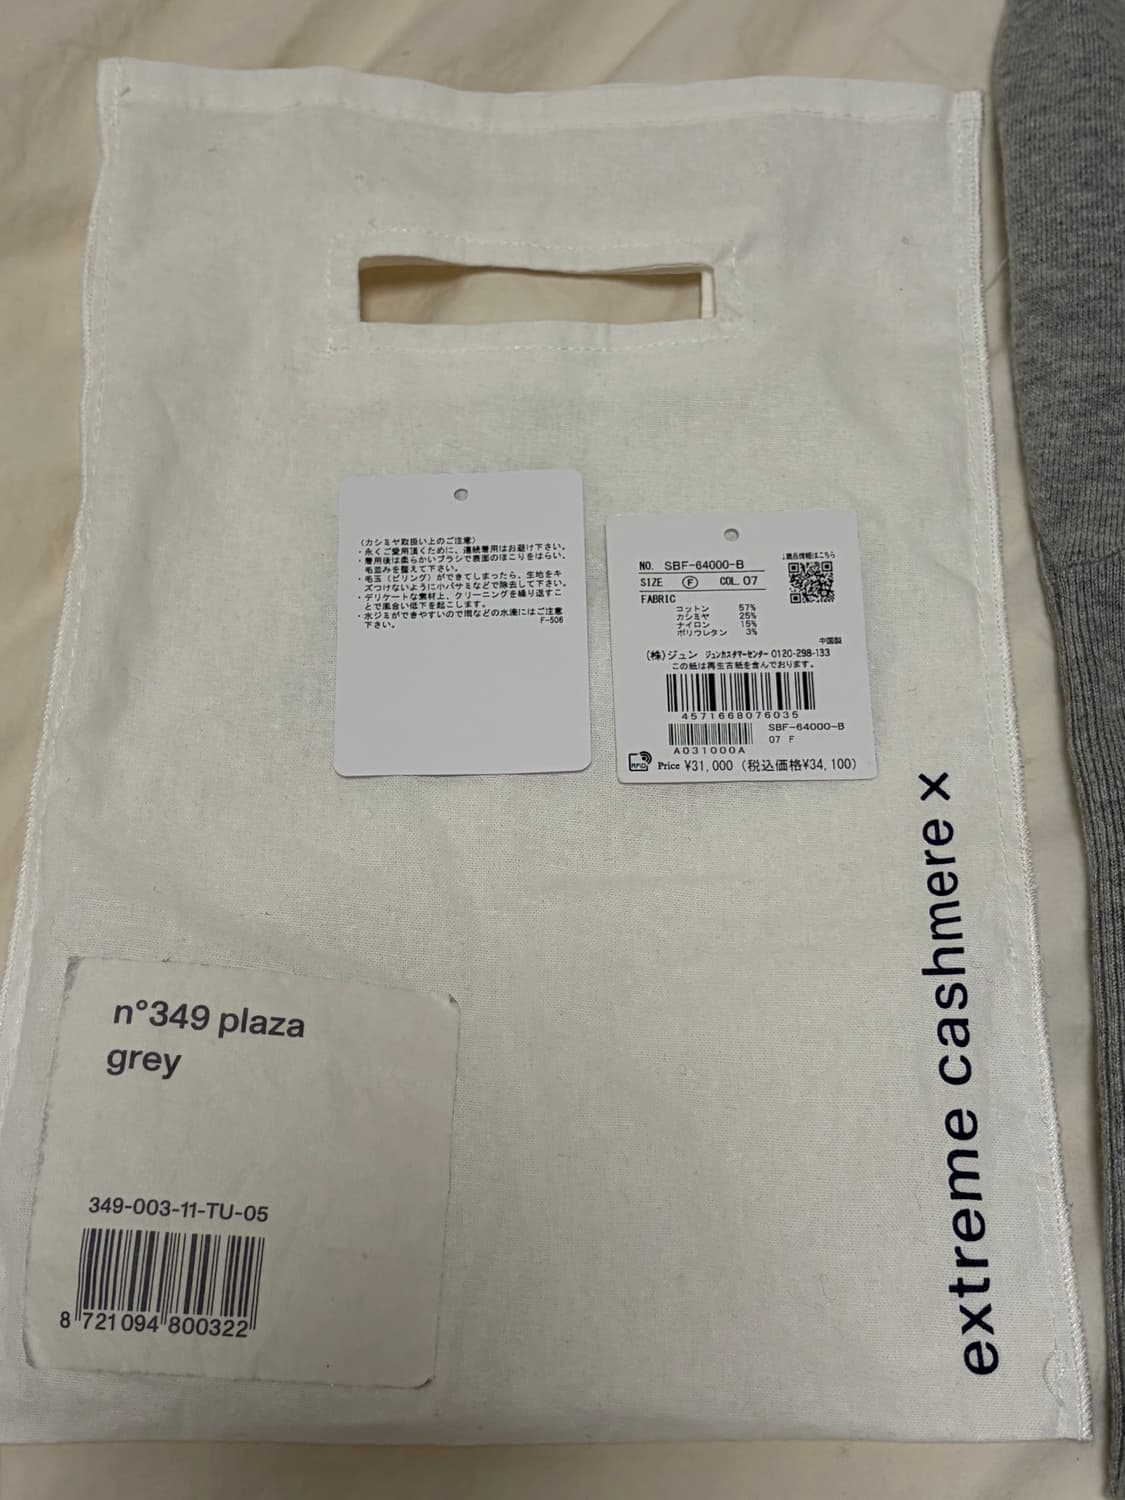 (カシミヤ取扱い上のご注意)
・永くご愛用頂くために、連続着用はお避け下さい。
・着用後は柔らかいブラシで表面のほこりをはらい、
毛並みを整えて下さい。
・毛玉(ピリング)ができてしまったら、生地をキ
ズつけないように小バサミなどで除去して下さい。
・デリケートな素材上、クリーニングを繰り返すこ
とで風合い低下を起こします。
・水ジミができやすいので雨などの水滴にはご注意
下さい。
F-506
↓商品情報はこちら
NO. SBF-64000-B
SIZE F COL. 07
FABRIC
コットン 57%
カシミヤ 25%
ナイロン 15%
ポリウレタン 3%
中国製
(株)ジュン ジュンカスタマーセンター 0120-298-133
この紙は再生古紙を含んでおります。
4571668076035
SBF-64000-B
07 F
A031000A
RFID Price ¥31,000 (税込価格¥34,100)
extreme cashmere x
n°349 plaza
grey
349-003-11-TU-05
8 721094 800322